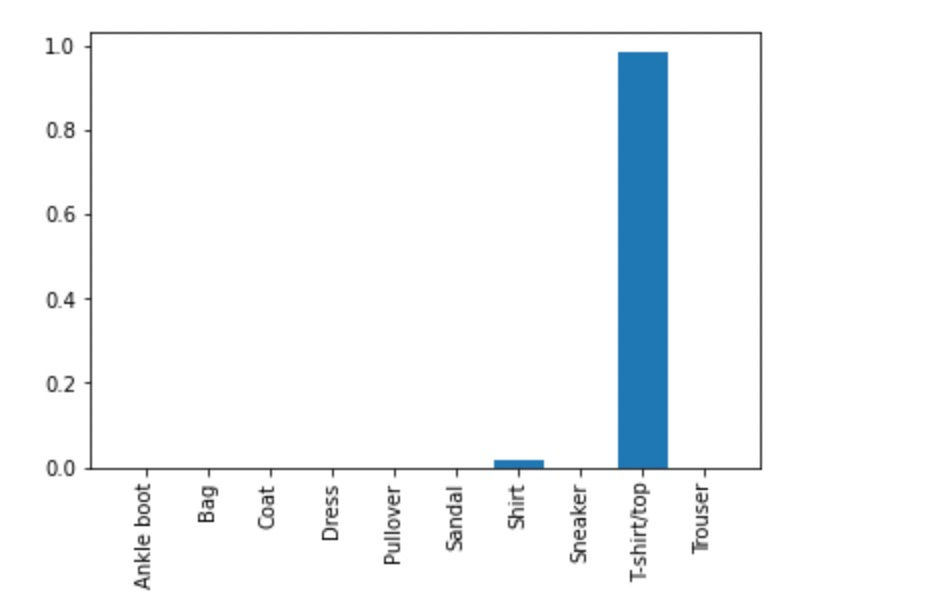 1.0
0.8
0.6
0.4
0.2
0.0
Ankle boot
Bag
Coat
Dress
Pullover
Sandal
Shirt
Sneaker
T-shirt/top
Trouser